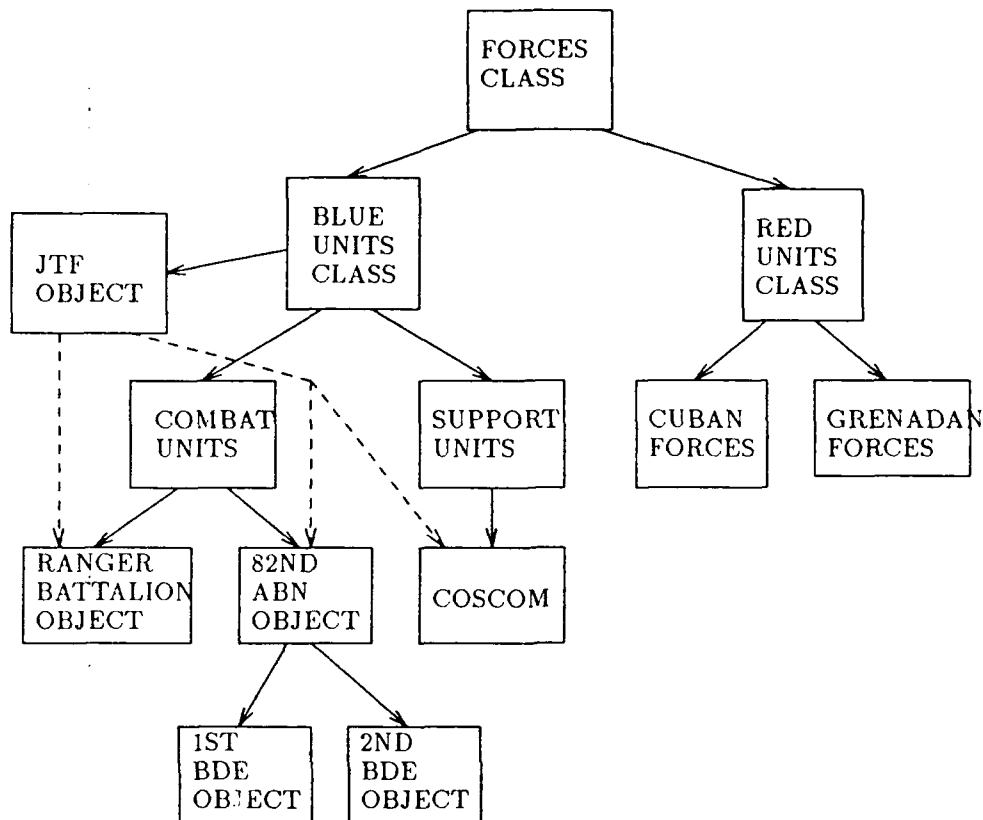 FORCES
CLASS
BLUE
UNITS
CLASS
RED
UNITS
CLASS
JTF
OBJECT
COMBAT
UNITS
SUPPORT
UNITS
CUBAN
FORCES
GRENADAN
FORCES
RANGER
BATTALION
OBJECT
82ND
ABN
OBJECT
COSCOM
1ST
BDE
OBJECT
2ND
BDE
OBJECT